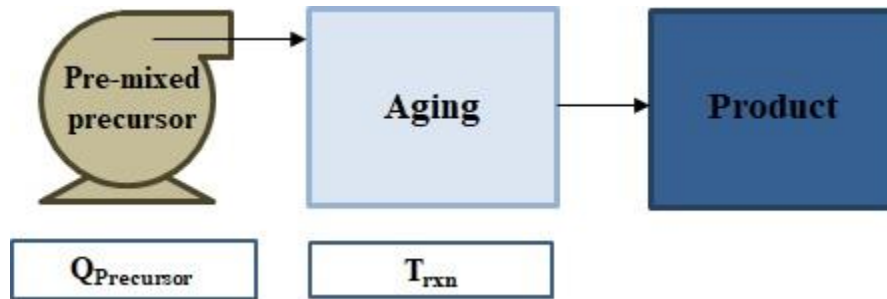 Pre-mixed
precursor
Aging
Product
QPrecursor
Trxn